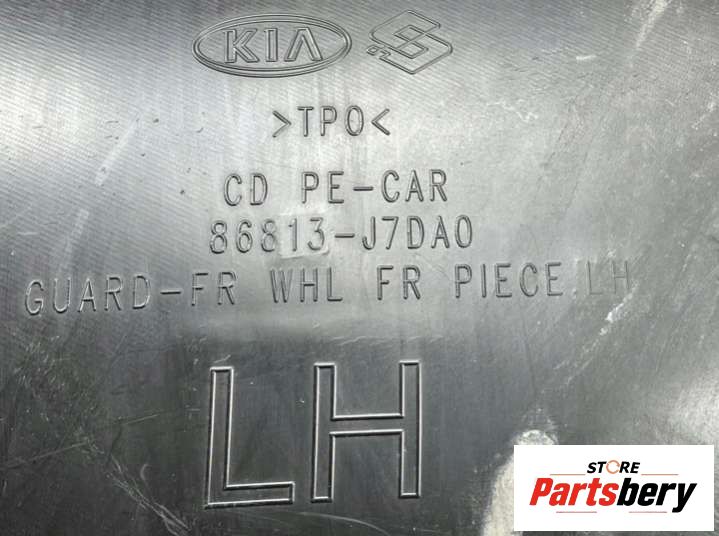 KIA
>TPO<
CD PE-CAR
86813-J7DA0
GUARD-FR WHL FR PIECE,LH
LH
STORE
Partsbery